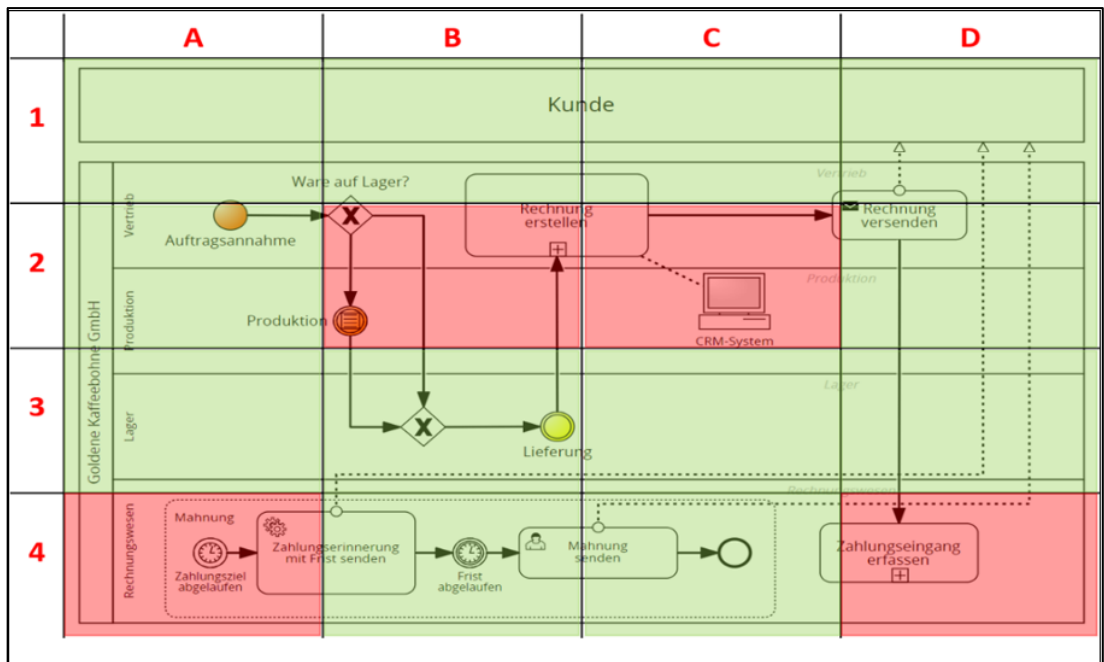 A
B
C
D
1
Kunde
Vertrieb
Ware auf Lager?
Goldene Kaffeebohne GmbH
Vertrieb
Auftragsannahme
Rechnung
erstellen
Rechnung
versenden
2
Produktion
Produktion
Produktion
CRM-System
3
Lager
Lager
Lieferung
Rechnungswesen
4
Rechnungswesen
Mahnung
Zahlungsziel
abgelaufen
Zahlungserinnerung
mit Frist senden
Frist
abgelaufen
Mahnung
senden
Zahlungseingang
erfassen